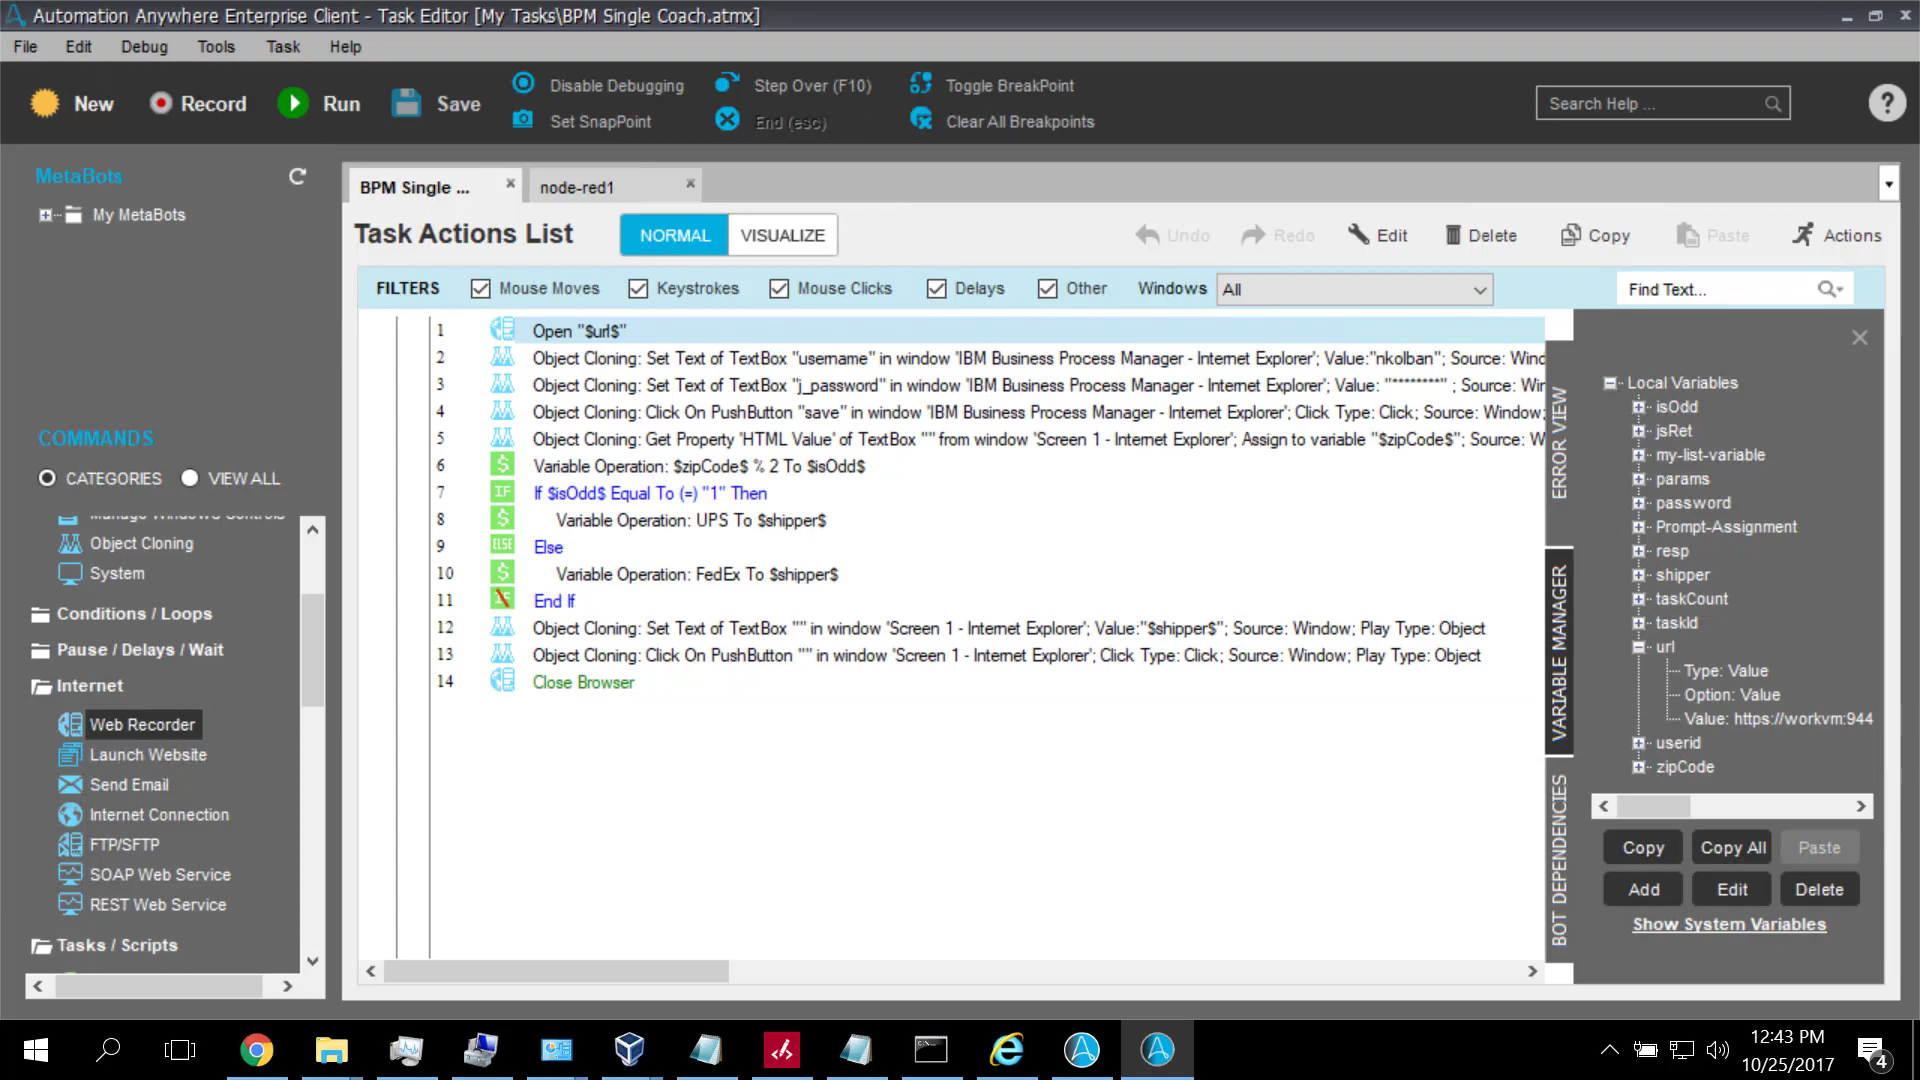 Automation Anywhere Enterprise Client - Task Editor [My Tasks\BPM Single Coach.atmx]
File Edit Debug Tools Task Help
New Record Run Save
Disable Debugging Step Over (F10) Toggle BreakPoint
Set SnapPoint End (esc) Clear All Breakpoints
Search Help ...
?
MetaBots
My MetaBots
COMMANDS
CATEGORIES VIEW ALL
Manage Windows Controls
Object Cloning
System
Conditions / Loops
Pause / Delays / Wait
Internet
Web Recorder
Launch Website
Send Email
Internet Connection
FTP/SFTP
SOAP Web Service
REST Web Service
Tasks / Scripts
BPM Single ... node-red1
Task Actions List NORMAL VISUALIZE
Undo Redo Edit Delete Copy Paste Actions
FILTERS Mouse Moves Keystrokes Mouse Clicks Delays Other Windows All Find Text...
1 Open "$url$"
2 Object Cloning: Set Text of TextBox "username" in window 'IBM Business Process Manager - Internet Explorer'; Value:"nkolban"; Source: Wind
3 Object Cloning: Set Text of TextBox "j_password" in window 'IBM Business Process Manager - Internet Explorer'; Value: "********" ; Source: Wir
4 Object Cloning: Click On PushButton "save" in window 'IBM Business Process Manager - Internet Explorer'; Click Type: Click; Source: Window;
5 Object Cloning: Get Property 'HTML Value' of TextBox "" from window 'Screen 1 - Internet Explorer'; Assign to variable "$zipCode$"; Source: W
6 $ Variable Operation: $zipCode$ % 2 To $isOdd$
7 IF If $isOdd$ Equal To (=) "1" Then
8 $ Variable Operation: UPS To $shipper$
9 ELSE Else
10 $ Variable Operation: FedEx To $shipper$
11 IF End If
12 Object Cloning: Set Text of TextBox "" in window 'Screen 1 - Internet Explorer'; Value:"$shipper$"; Source: Window; Play Type: Object
13 Object Cloning: Click On PushButton "" in window 'Screen 1 - Internet Explorer'; Click Type: Click; Source: Window; Play Type: Object
14 Close Browser
ERROR VIEW
VARIABLE MANAGER
BOT DEPENDENCIES
Local Variables
isOdd
jsRet
my-list-variable
params
password
Prompt-Assignment
resp
shipper
taskCount
taskId
url
Type: Value
Option: Value
Value: https://workvm:944
userid
zipCode
Copy Copy All Paste
Add Edit Delete
Show System Variables
12:43 PM
10/25/2017
4